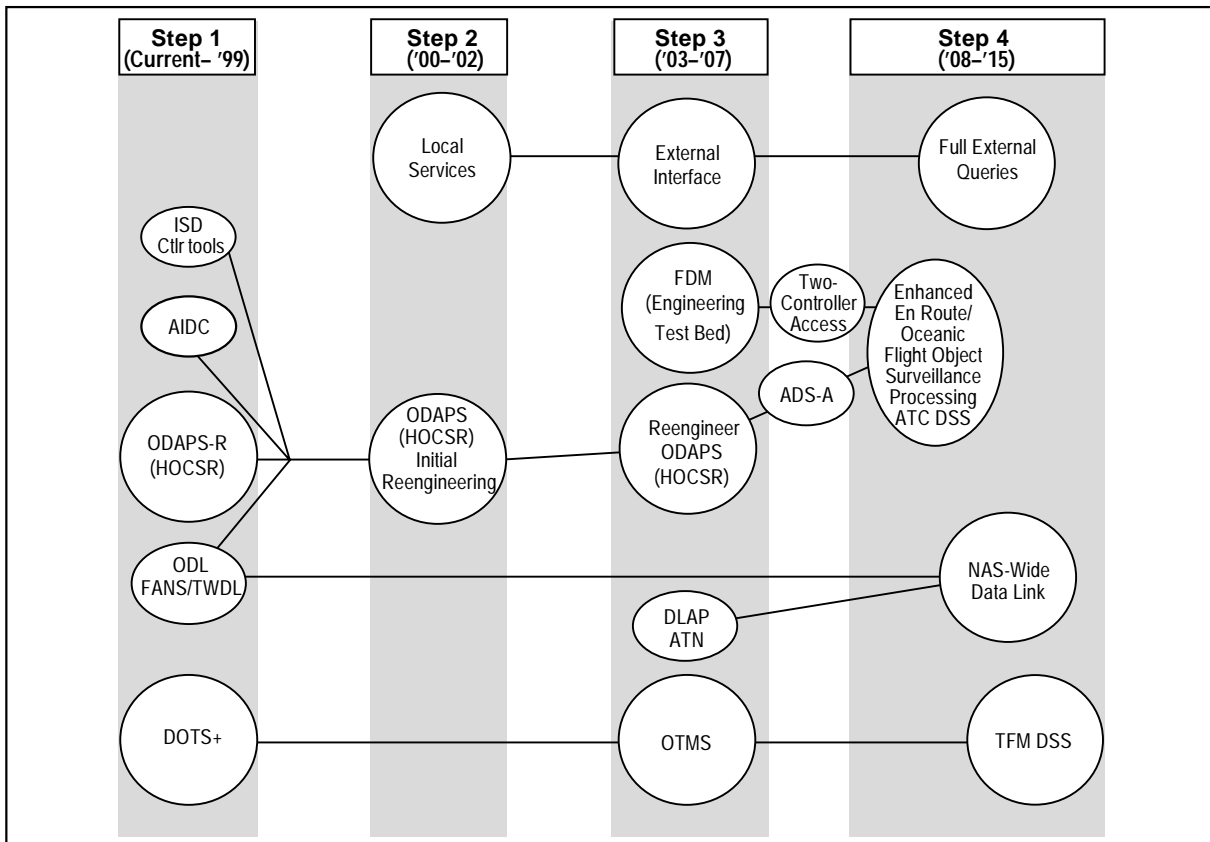 Step 1
(Current– '99)
Step 2
('00–'02)
Step 3
('03–'07)
Step 4
('08–'15)
Local
Services
External
Interface
Full External
Queries
ISD
Ctlr tools
AIDC
ODAPS-R
(HOCSR)
ODL
FANS/TWDL
DOTS+
ODAPS
(HOCSR)
Initial
Reengineering
FDM
(Engineering
Test Bed)
Two-
Controller
Access
Enhanced
En Route/
Oceanic
Flight Object
Surveillance
Processing
ATC DSS
ADS-A
Reengineer
ODAPS
(HOCSR)
NAS-Wide
Data Link
DLAP
ATN
OTMS
TFM DSS